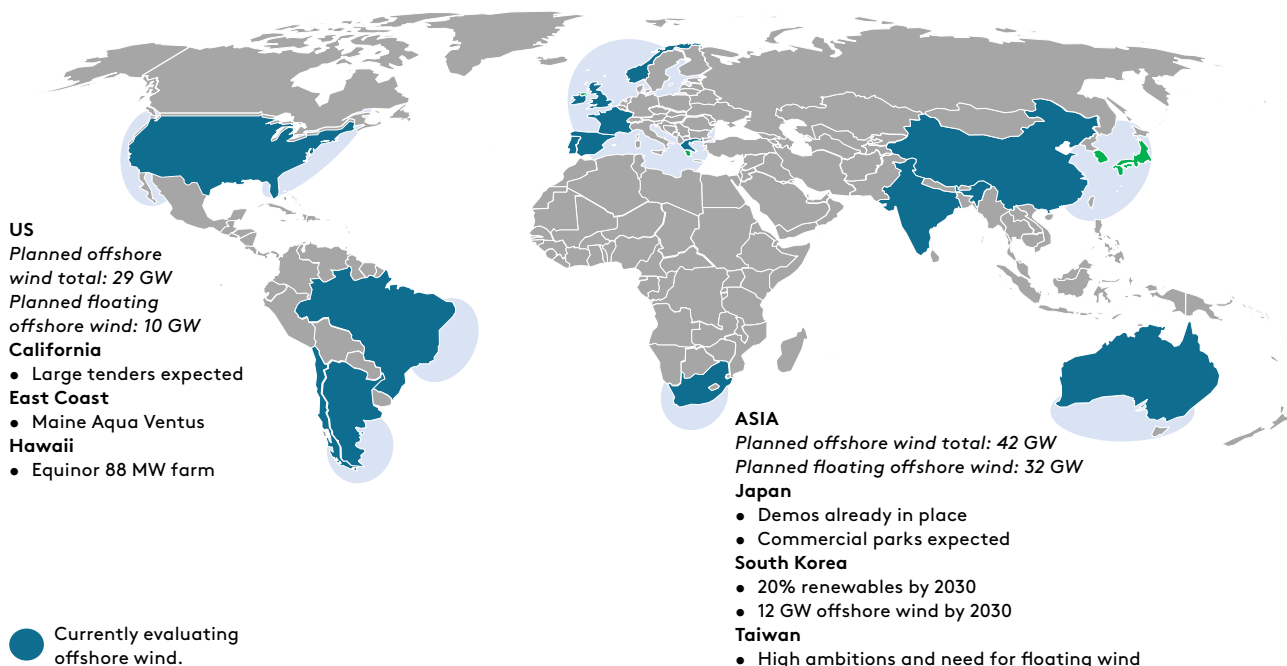 US
Planned offshore
wind total: 29 GW
Planned floating
offshore wind: 10 GW
California
• Large tenders expected
East Coast
• Maine Aqua Ventus
Hawaii
• Equinor 88 MW farm
Currently evaluating
offshore wind.
ASIA
Planned offshore wind total: 42 GW
Planned floating offshore wind: 32 GW
Japan
• Demos already in place
• Commercial parks expected
South Korea
• 20% renewables by 2030
• 12 GW offshore wind by 2030
Taiwan
• High ambitions and need for floating wind